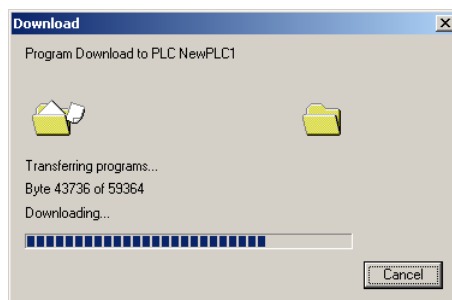 Download
Program Download to PLC NewPLC1
Transferring programs...
Byte 43736 of 59364
Downloading...
Cancel